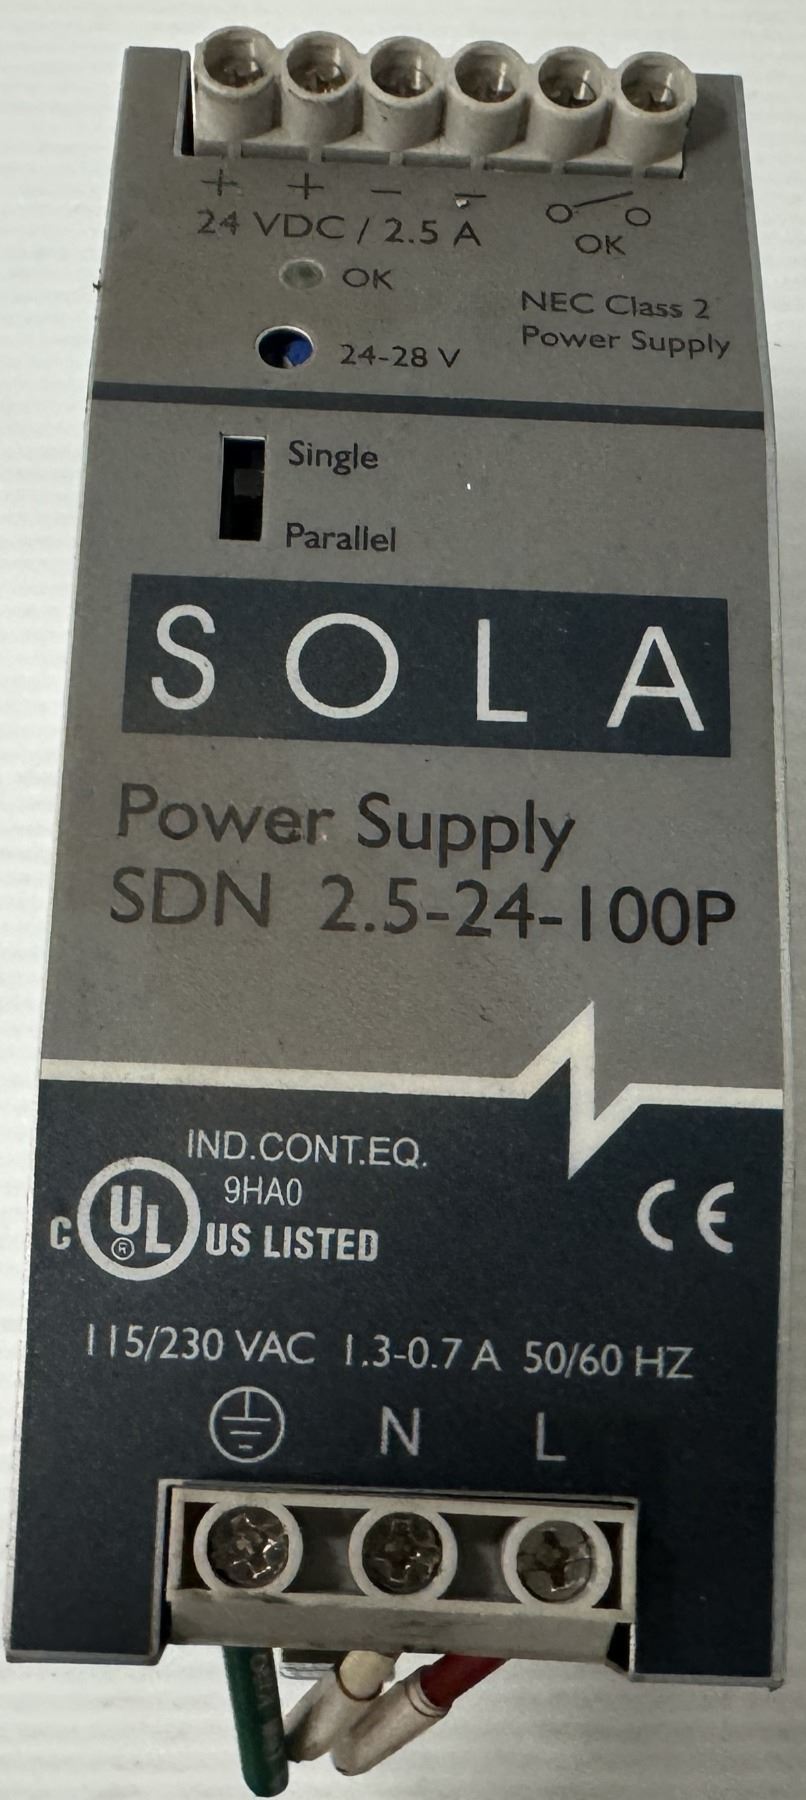 + + - -
24 VDC / 2.5 A
OK
OK
NEC Class 2
Power Supply
24-28 V
Single
Parallel
SOLA
Power Supply
SDN 2.5-24-100P
IND.CONT.EQ.
9HA0
C UL ® US LISTED
CE
115/230 VAC 1.3-0.7 A 50/60 HZ
N L